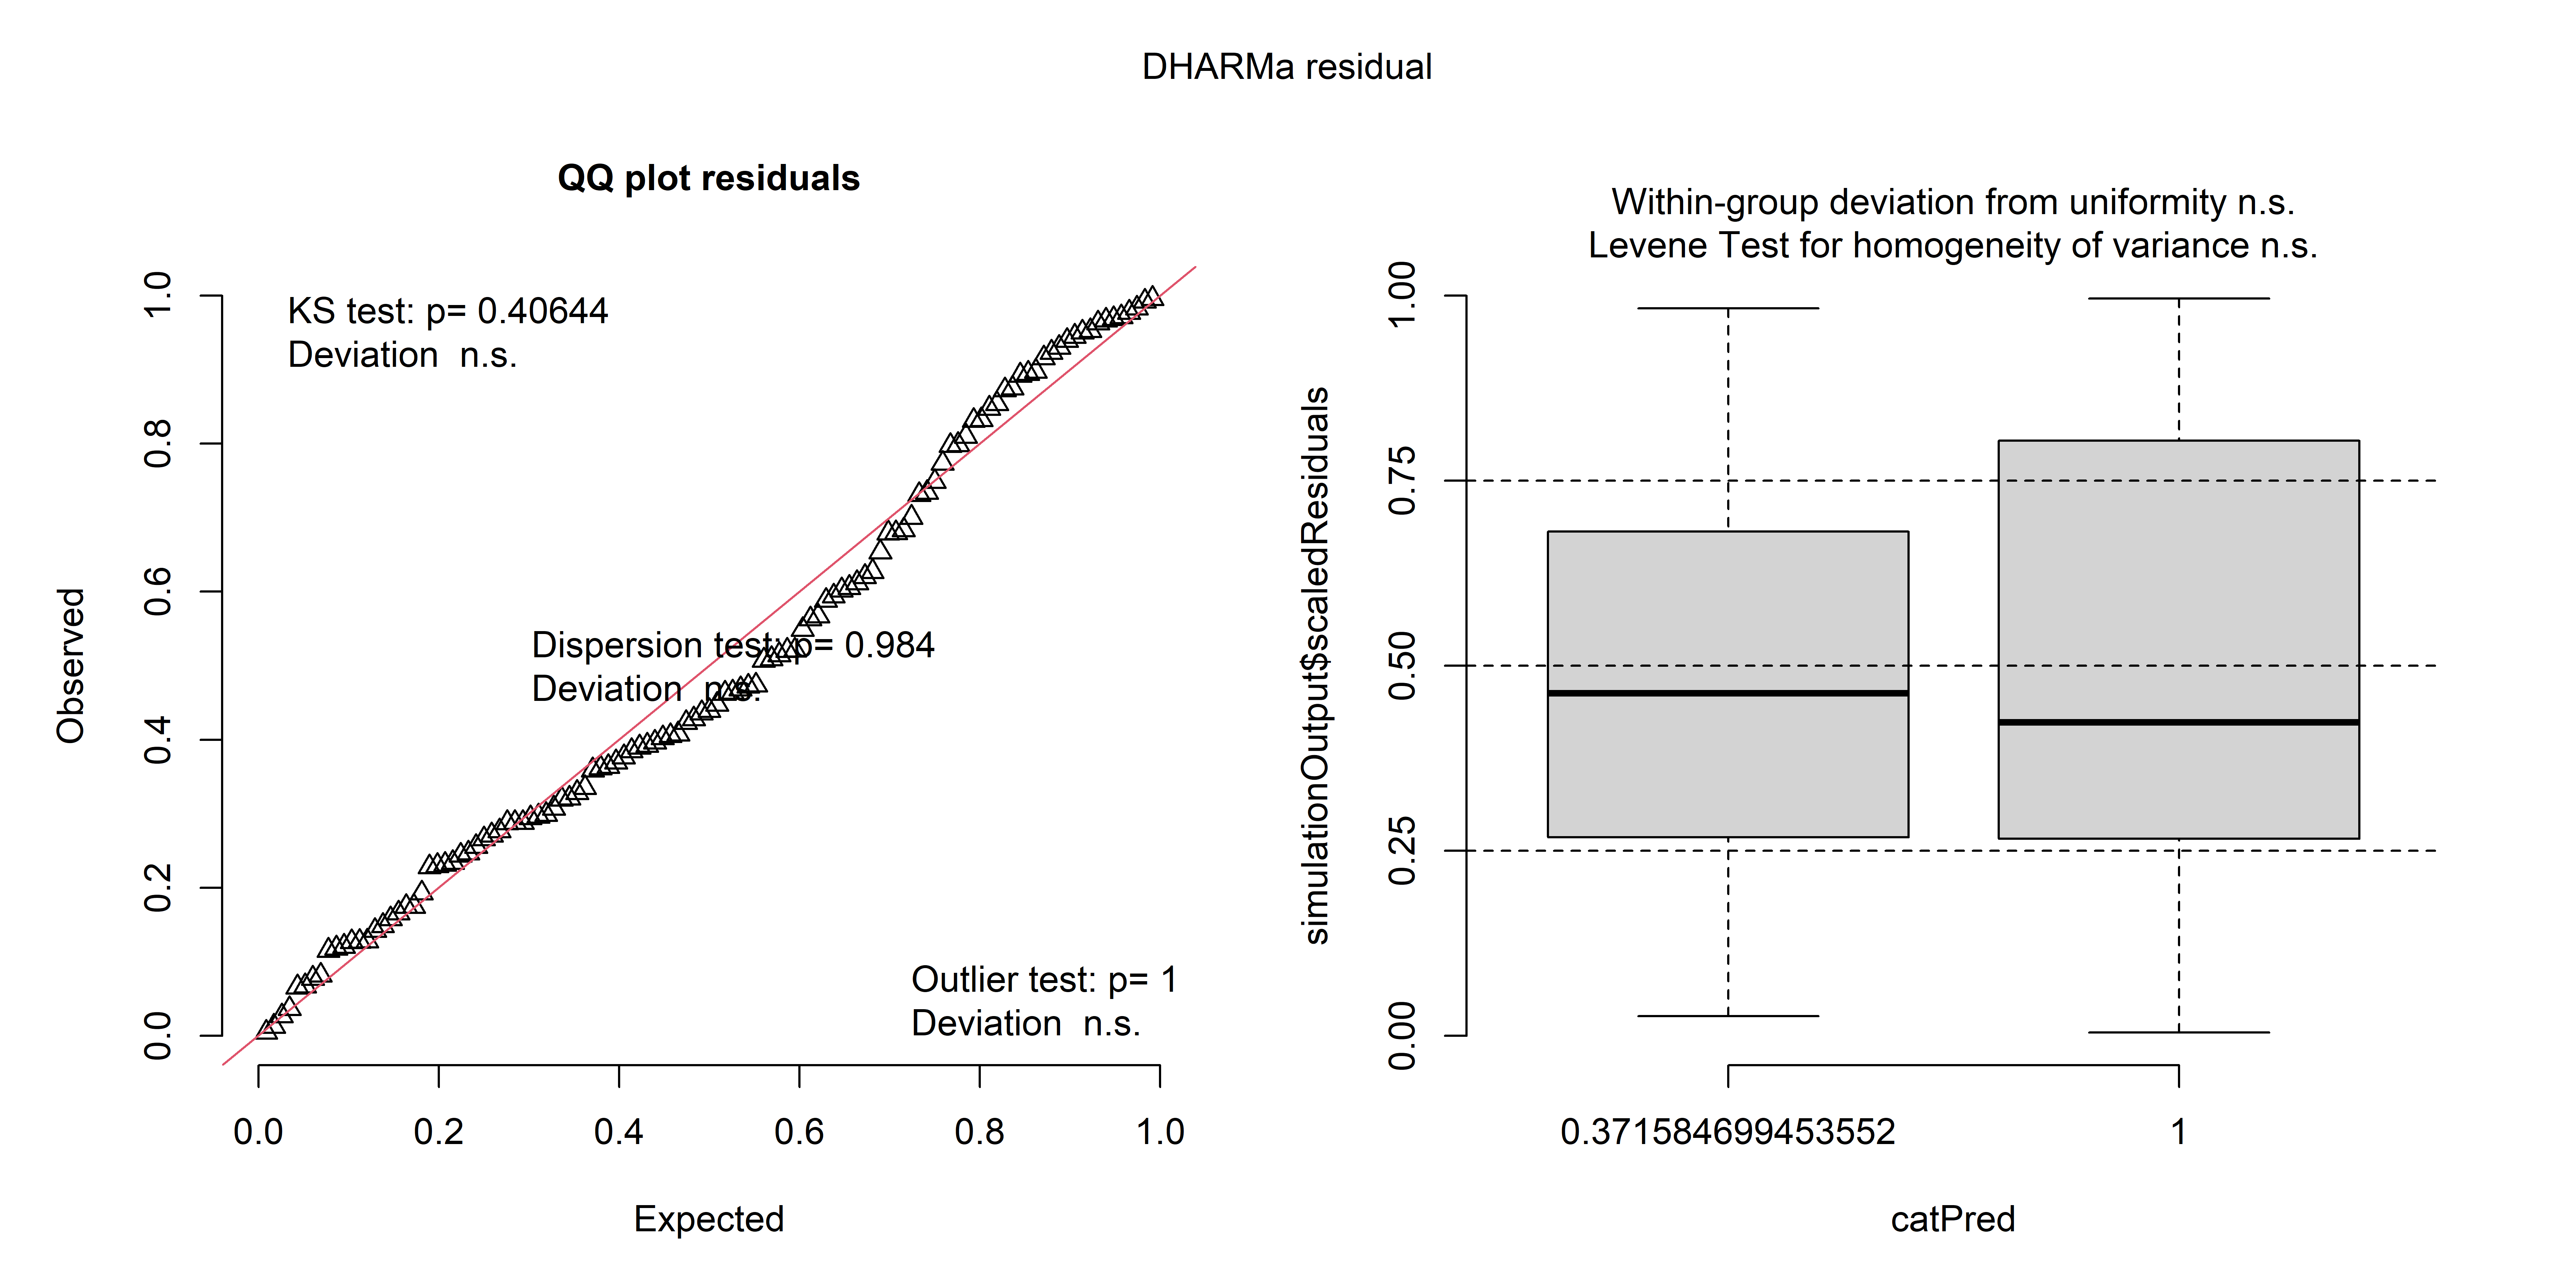 DHARMa residual
QQ plot residuals
KS test: p= 0.40644
Deviation  n.s.
Dispersion test: p= 0.984
Deviation  n.s.
Outlier test: p= 1
Deviation  n.s.
Observed
0.0
0.2
0.4
0.6
0.8
1.0
0.0 0.2 0.4 0.6 0.8 1.0
Expected
Within-group deviation from uniformity n.s.
Levene Test for homogeneity of variance n.s.
simulationOutput$scaledResiduals
0.00
0.25
0.50
0.75
1.00
0.371584699453552 1
catPred